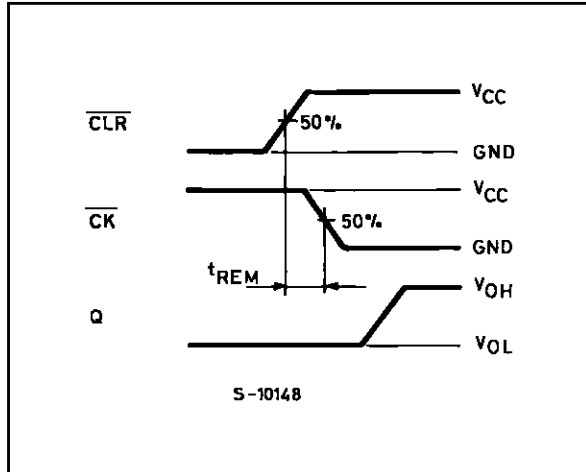 VCC
CLR
50%
GND
VCC
CK
50%
GND
tREM
VOH
Q
VOL
S-10148